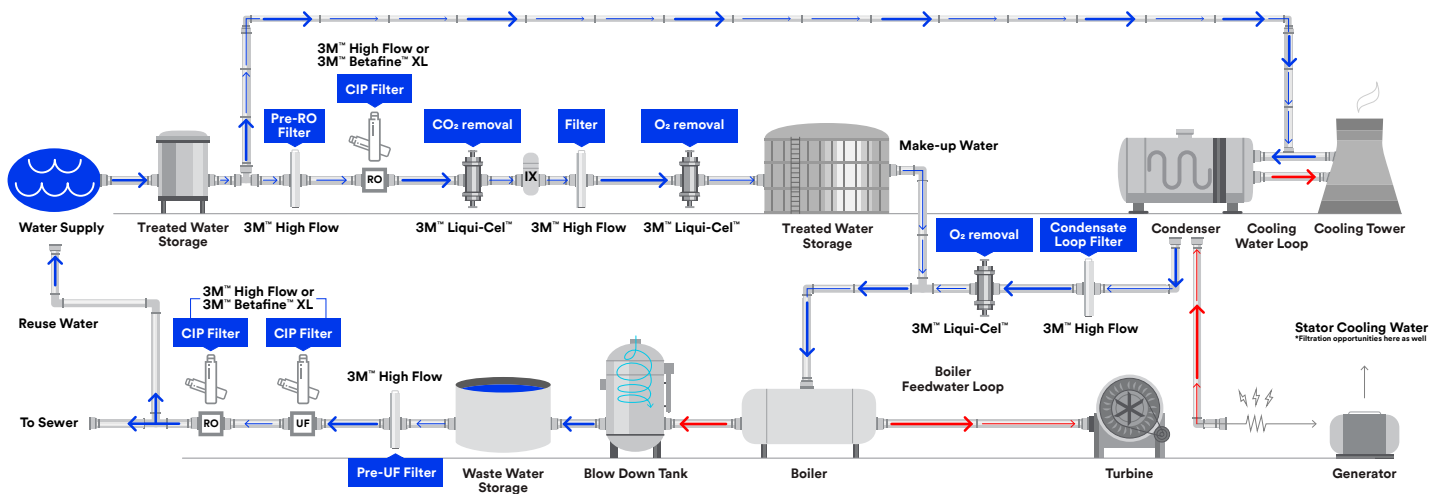 3M™ High Flow or
3M™ Betafine™ XL
CIP Filter
Pre-RO
Filter
CO₂ removal
Filter
O₂ removal
Make-up Water
RO
IX
Water Supply
Treated Water
Storage
3M™ High Flow
3M™ Liqui-Cel™
3M™ High Flow
3M™ Liqui-Cel™
Treated Water
Storage
O₂ removal
Condensate
Loop Filter
Condenser
Cooling
Water Loop
Cooling Tower
3M™ High Flow or
3M™ Betafine™ XL
Reuse Water
CIP Filter
CIP Filter
3M™ Liqui-Cel™
3M™ High Flow
Stator Cooling Water
*Filtration opportunities here as well
3M™ High Flow
Boiler
Feedwater Loop
To Sewer
RO
UF
Pre-UF Filter
Waste Water
Storage
Blow Down Tank
Boiler
Turbine
Generator